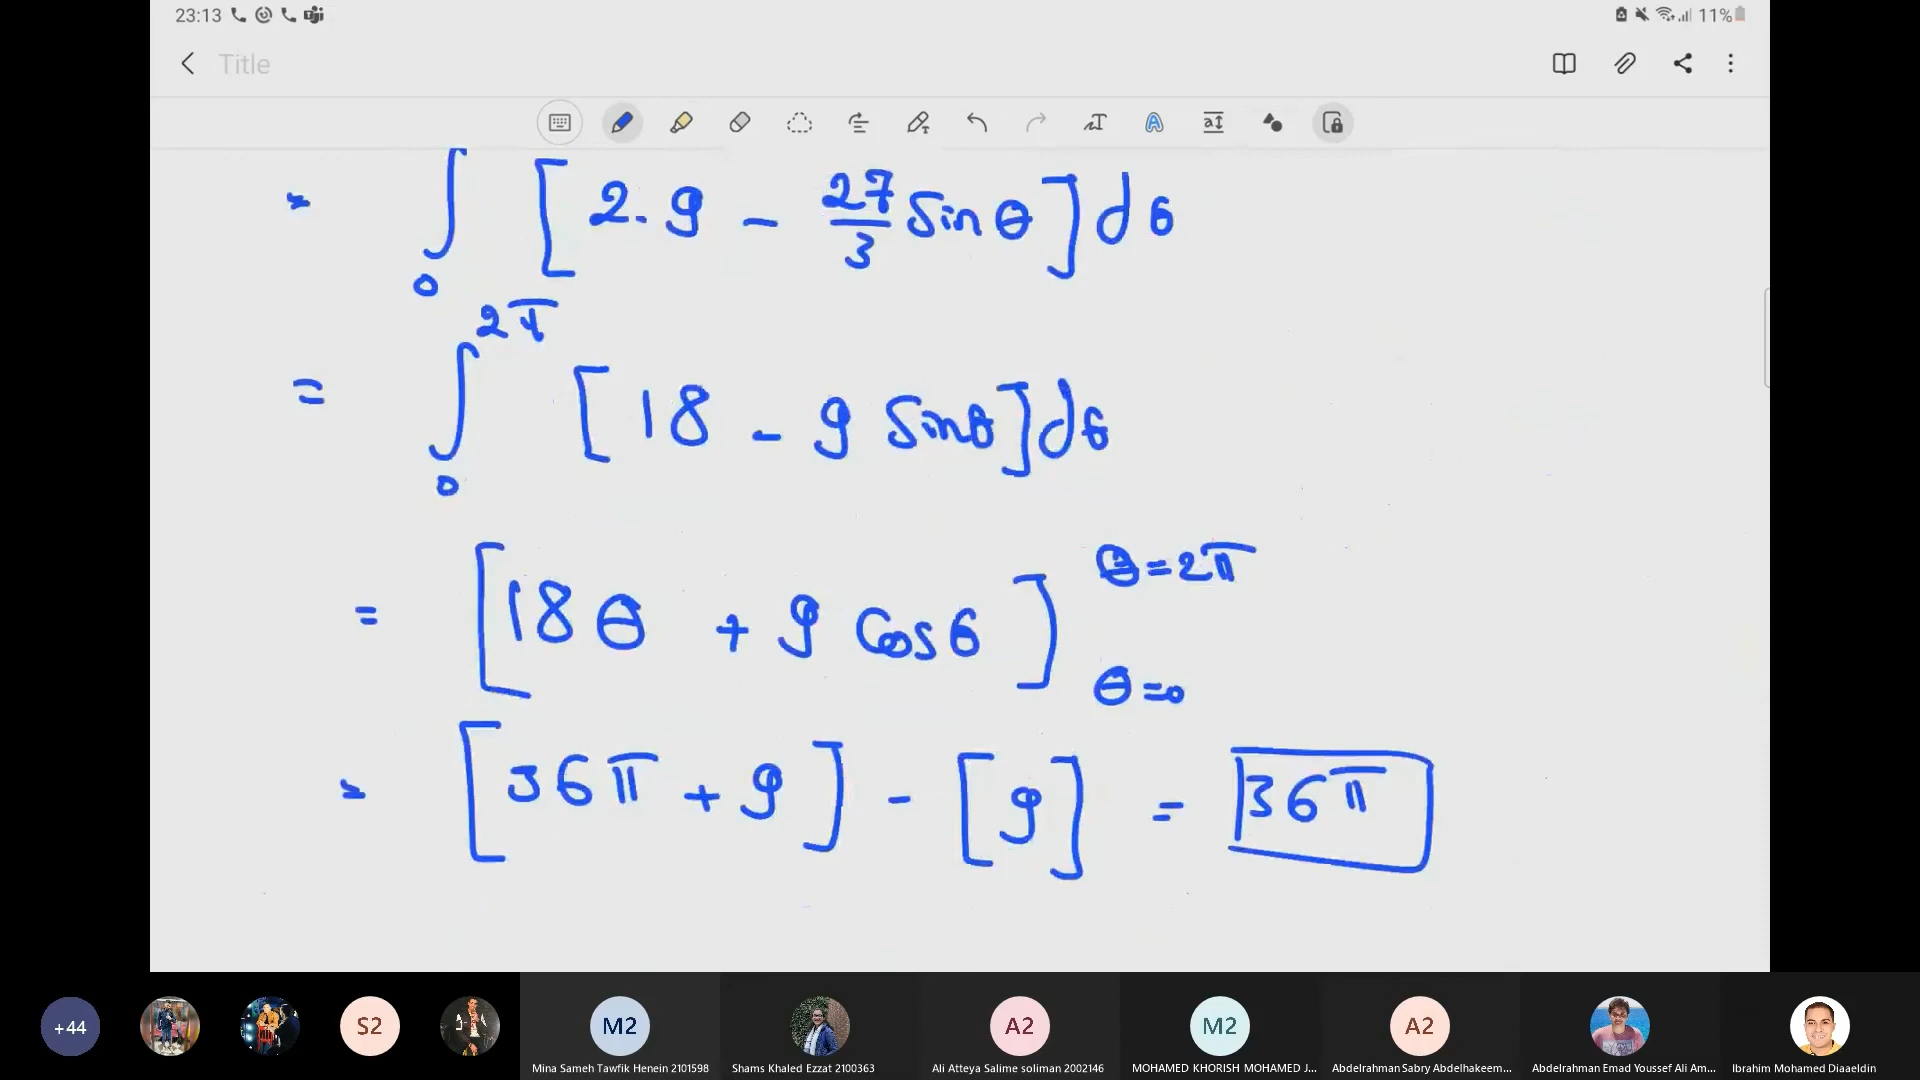 23:13 11%
Title
= ∫ 0 [ 2 . 9 - 27/3 Sin θ ] dθ
= ∫ 0 2π [ 18 - 9 Sinθ ] dθ
= [ 18 θ + 9 Cosθ ] θ=2π θ=0
= [ 36π + 9 ] - [ 9 ] = 36π
+44 S2 M2 A2 M2 A2
Mina Sameh Tawfik Henein 2101598 Shams Khaled Ezzat 2100363 Ali Atteya Salime soliman 2002146 MOHAMED KHORISH MOHAMED J... Abdelrahman Sabry Abdelhakeem... Abdelrahman Emad Youssef Ali Am... Ibrahim Mohamed Diaaeldin